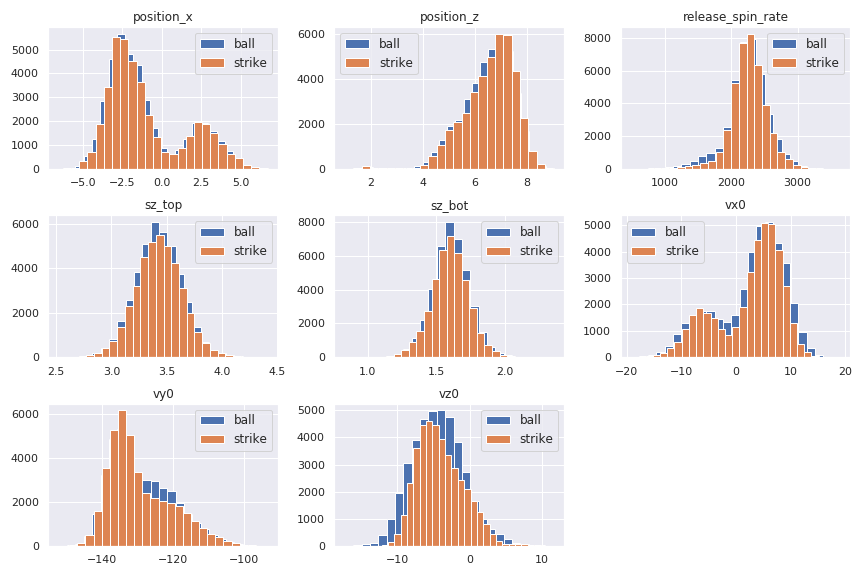 position_x
ball
strike
5000
4000
3000
2000
1000
0
−5.0
−2.5
0.0
2.5
5.0
position_z
ball
strike
6000
4000
2000
0
2
4
6
8
release_spin_rate
ball
strike
8000
6000
4000
2000
0
1000
2000
3000
sz_top
ball
strike
6000
4000
2000
0
2.5
3.0
3.5
4.0
4.5
sz_bot
ball
strike
8000
6000
4000
2000
0
1.0
1.5
2.0
vx0
ball
strike
5000
4000
3000
2000
1000
0
−20
−10
0
10
20
vy0
ball
strike
6000
4000
2000
0
−140
−120
−100
vz0
ball
strike
5000
4000
3000
2000
1000
0
−10
0
10